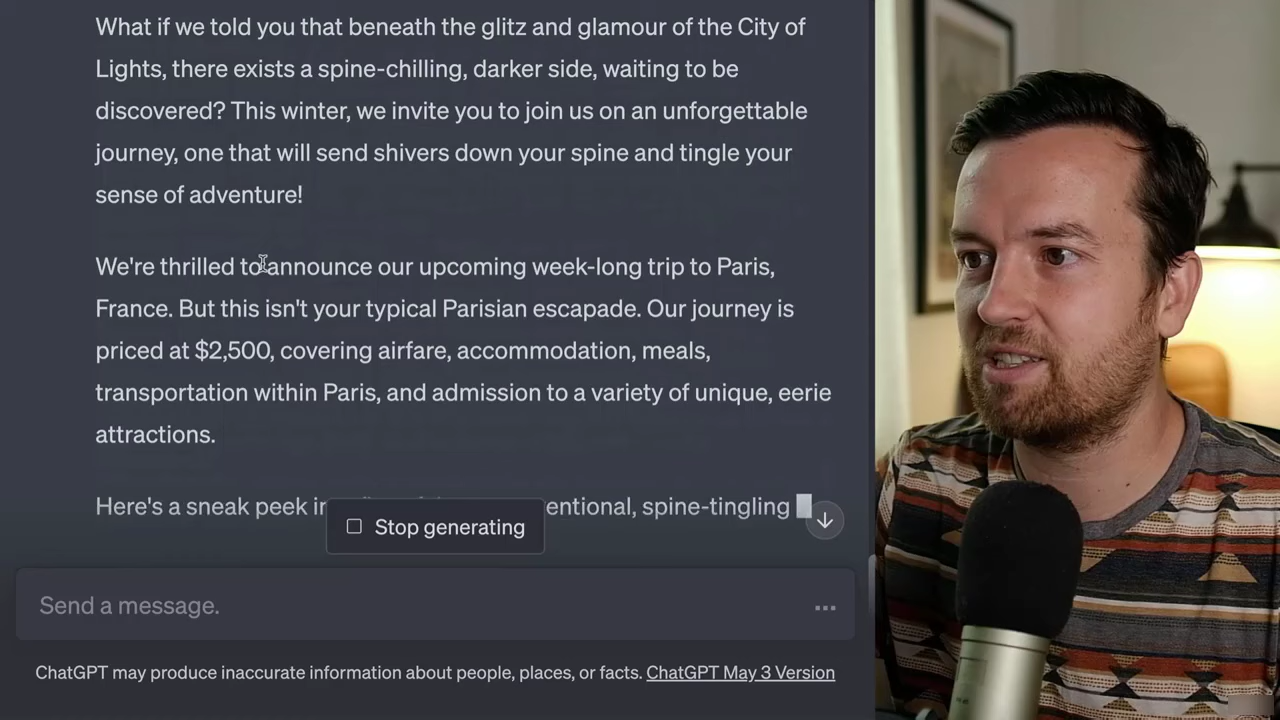 What if we told you that beneath the glitz and glamour of the City of
Lights, there exists a spine-chilling, darker side, waiting to be
discovered? This winter, we invite you to join us on an unforgettable
journey, one that will send shivers down your spine and tingle your
sense of adventure!
We're thrilled to announce our upcoming week-long trip to Paris,
France. But this isn't your typical Parisian escapade. Our journey is
priced at $2,500, covering airfare, accommodation, meals,
transportation within Paris, and admission to a variety of unique, eerie
attractions.
Here's a sneak peek in entional, spine-tingling
Stop generating
Send a message.
ChatGPT may produce inaccurate information about people, places, or facts. ChatGPT May 3 Version